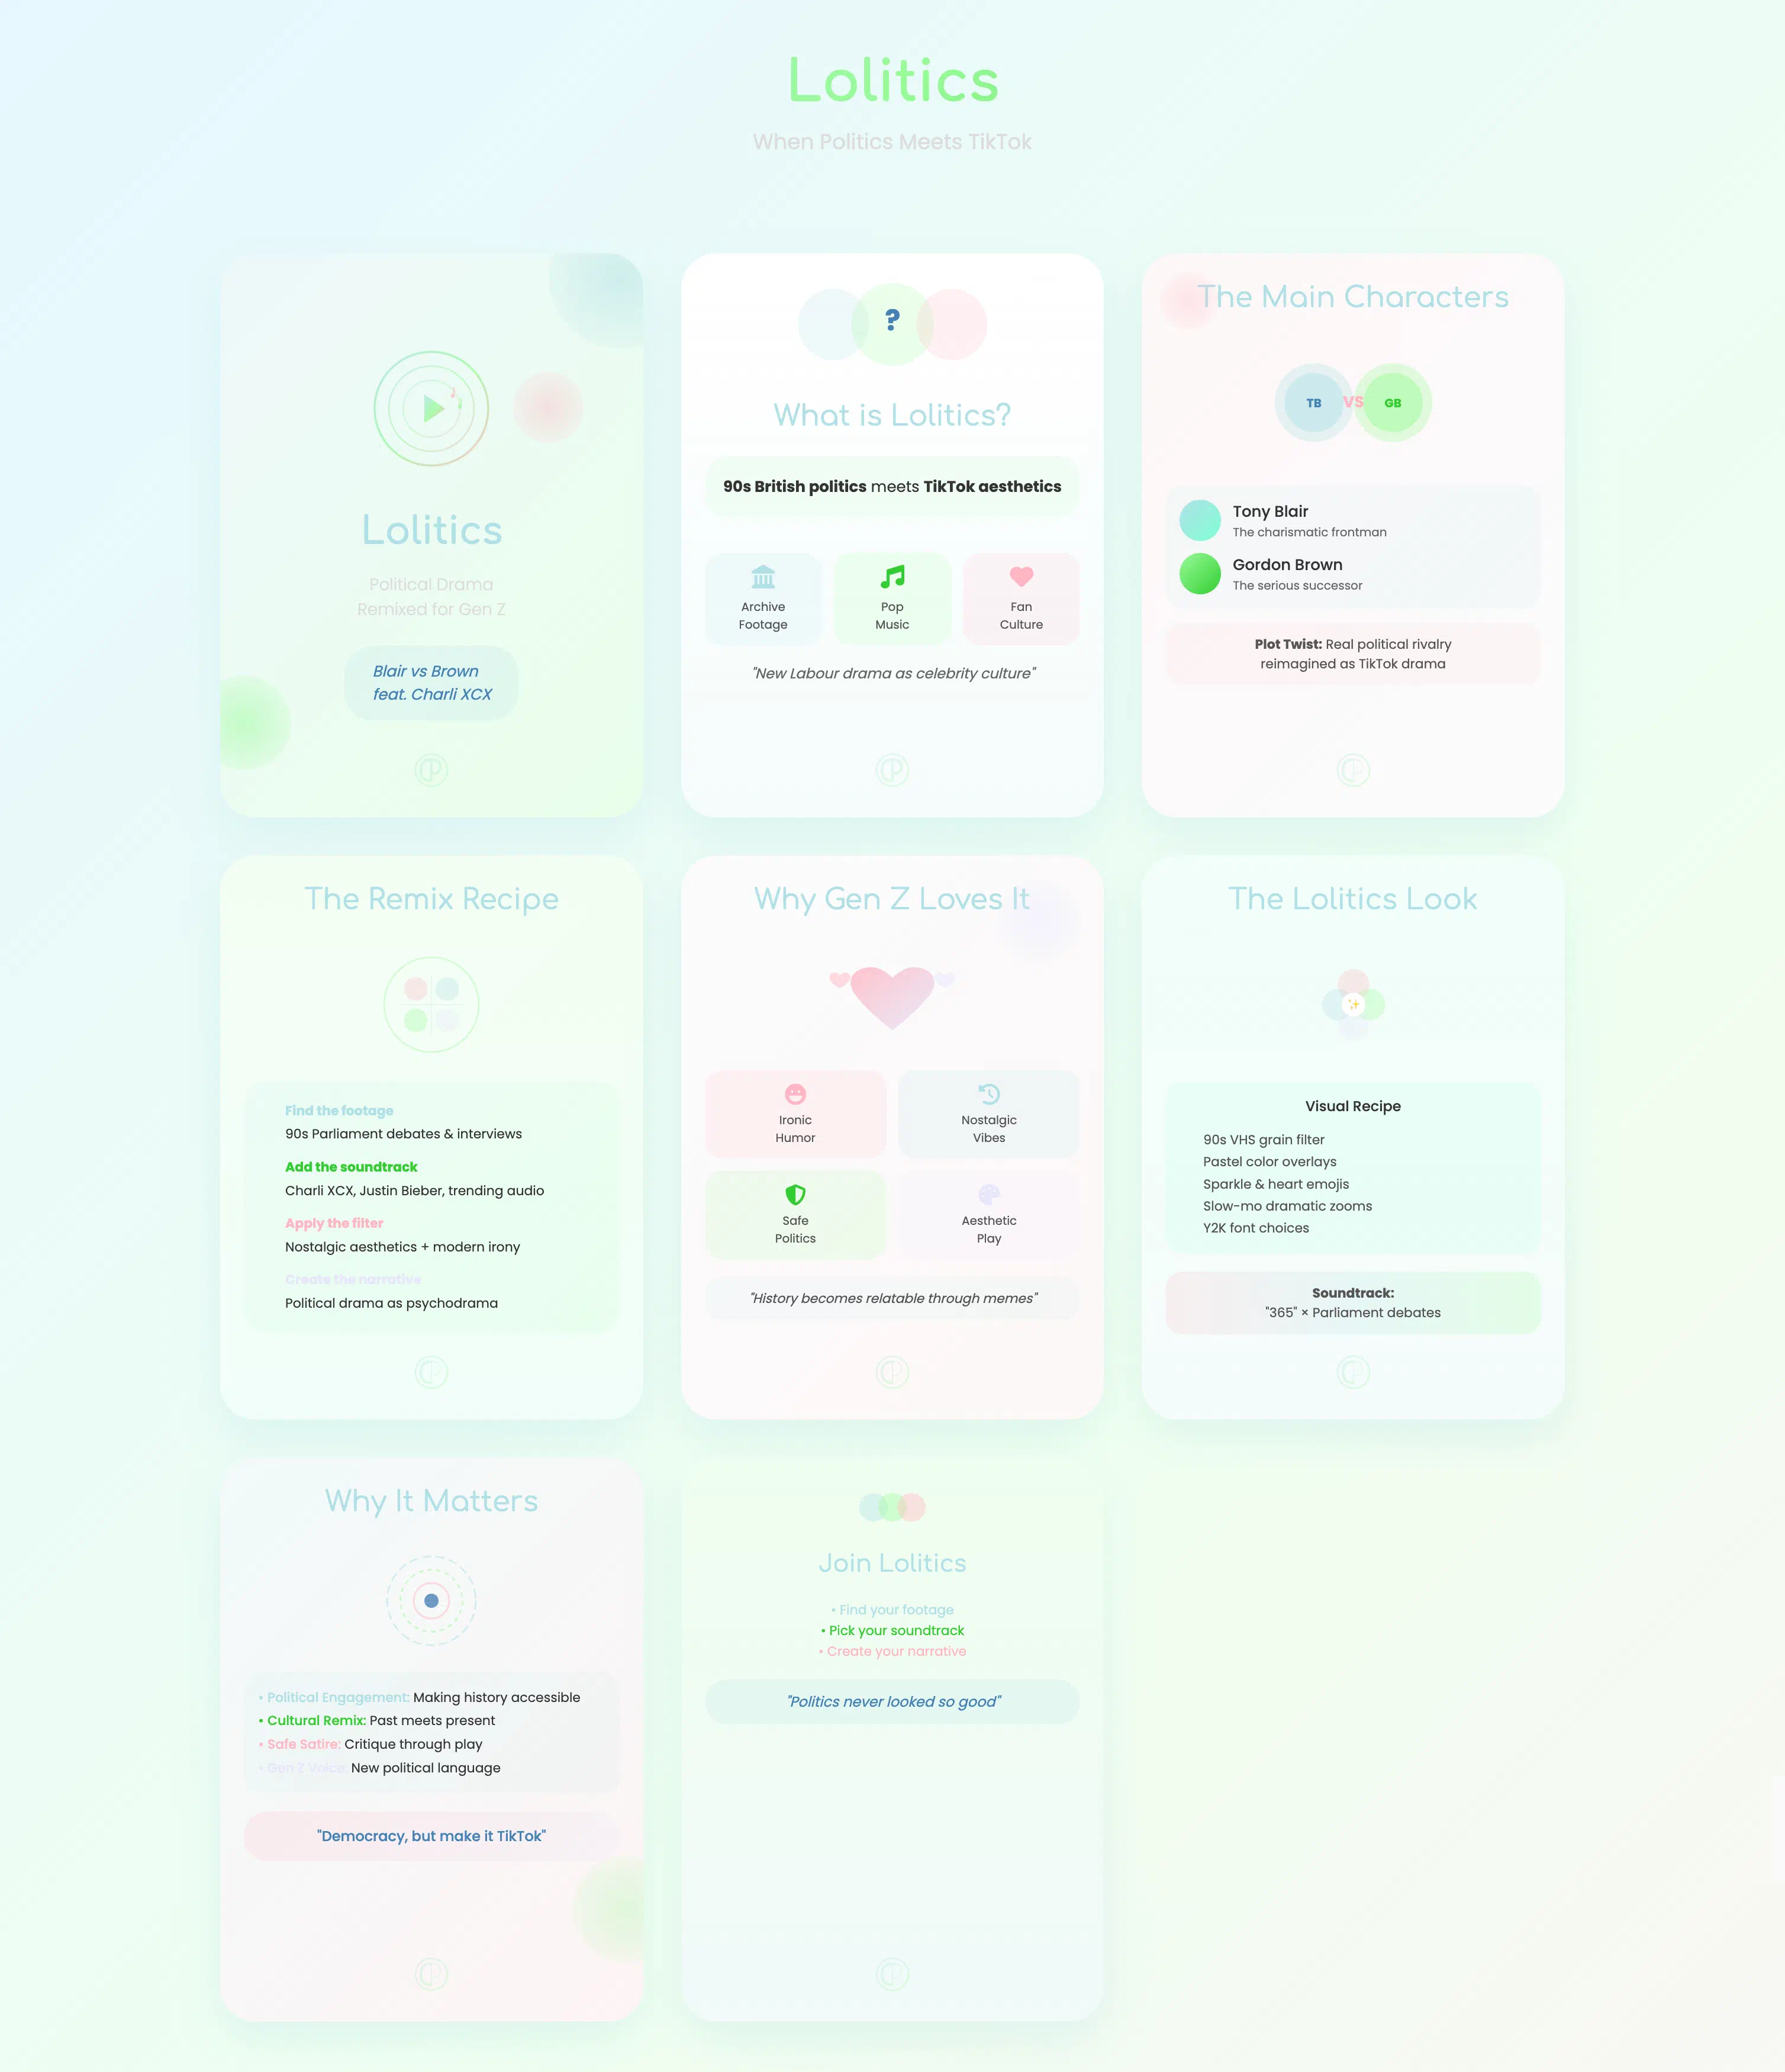 Lolitics
When Politics Meets TikTok
Lolitics
Political Drama
Remixed for Gen Z
Blair vs Brown
feat. Charli XCX
?
What is Lolitics?
90s British politics meets TikTok aesthetics
Archive
Footage
Pop
Music
Fan
Culture
"New Labour drama as celebrity culture"
The Main Characters
TB VS GB
Tony Blair
The charismatic frontman
Gordon Brown
The serious successor
Plot Twist: Real political rivalry
reimagined as TikTok drama
The Remix Recipe
Find the footage
90s Parliament debates & interviews
Add the soundtrack
Charli XCX, Justin Bieber, trending audio
Apply the filter
Nostalgic aesthetics + modern irony
Create the narrative
Political drama as psychodrama
Why Gen Z Loves It
Ironic
Humor
Nostalgic
Vibes
Safe
Politics
Aesthetic
Play
"History becomes relatable through memes"
The Lolitics Look
Visual Recipe
90s VHS grain filter
Pastel color overlays
Sparkle & heart emojis
Slow-mo dramatic zooms
Y2K font choices
Soundtrack:
"365" × Parliament debates
Why It Matters
• Political Engagement: Making history accessible
• Cultural Remix: Past meets present
• Safe Satire: Critique through play
• Gen Z Voice: New political language
"Democracy, but make it TikTok"
Join Lolitics
• Find your footage
• Pick your soundtrack
• Create your narrative
"Politics never looked so good"